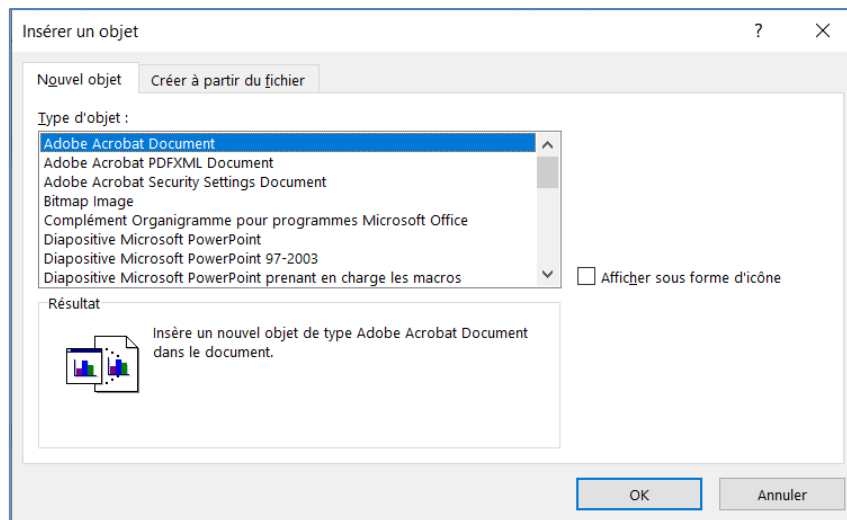 Insérer un objet
?
Nouvel objet
Créer à partir du fichier
Type d'objet :
Adobe Acrobat Document
Adobe Acrobat PDFXML Document
Adobe Acrobat Security Settings Document
Bitmap Image
Complément Organigramme pour programmes Microsoft Office
Diapositive Microsoft PowerPoint
Diapositive Microsoft PowerPoint 97-2003
Diapositive Microsoft PowerPoint prenant en charge les macros
Afficher sous forme d'icône
Résultat
Insère un nouvel objet de type Adobe Acrobat Document
dans le document.
OK
Annuler